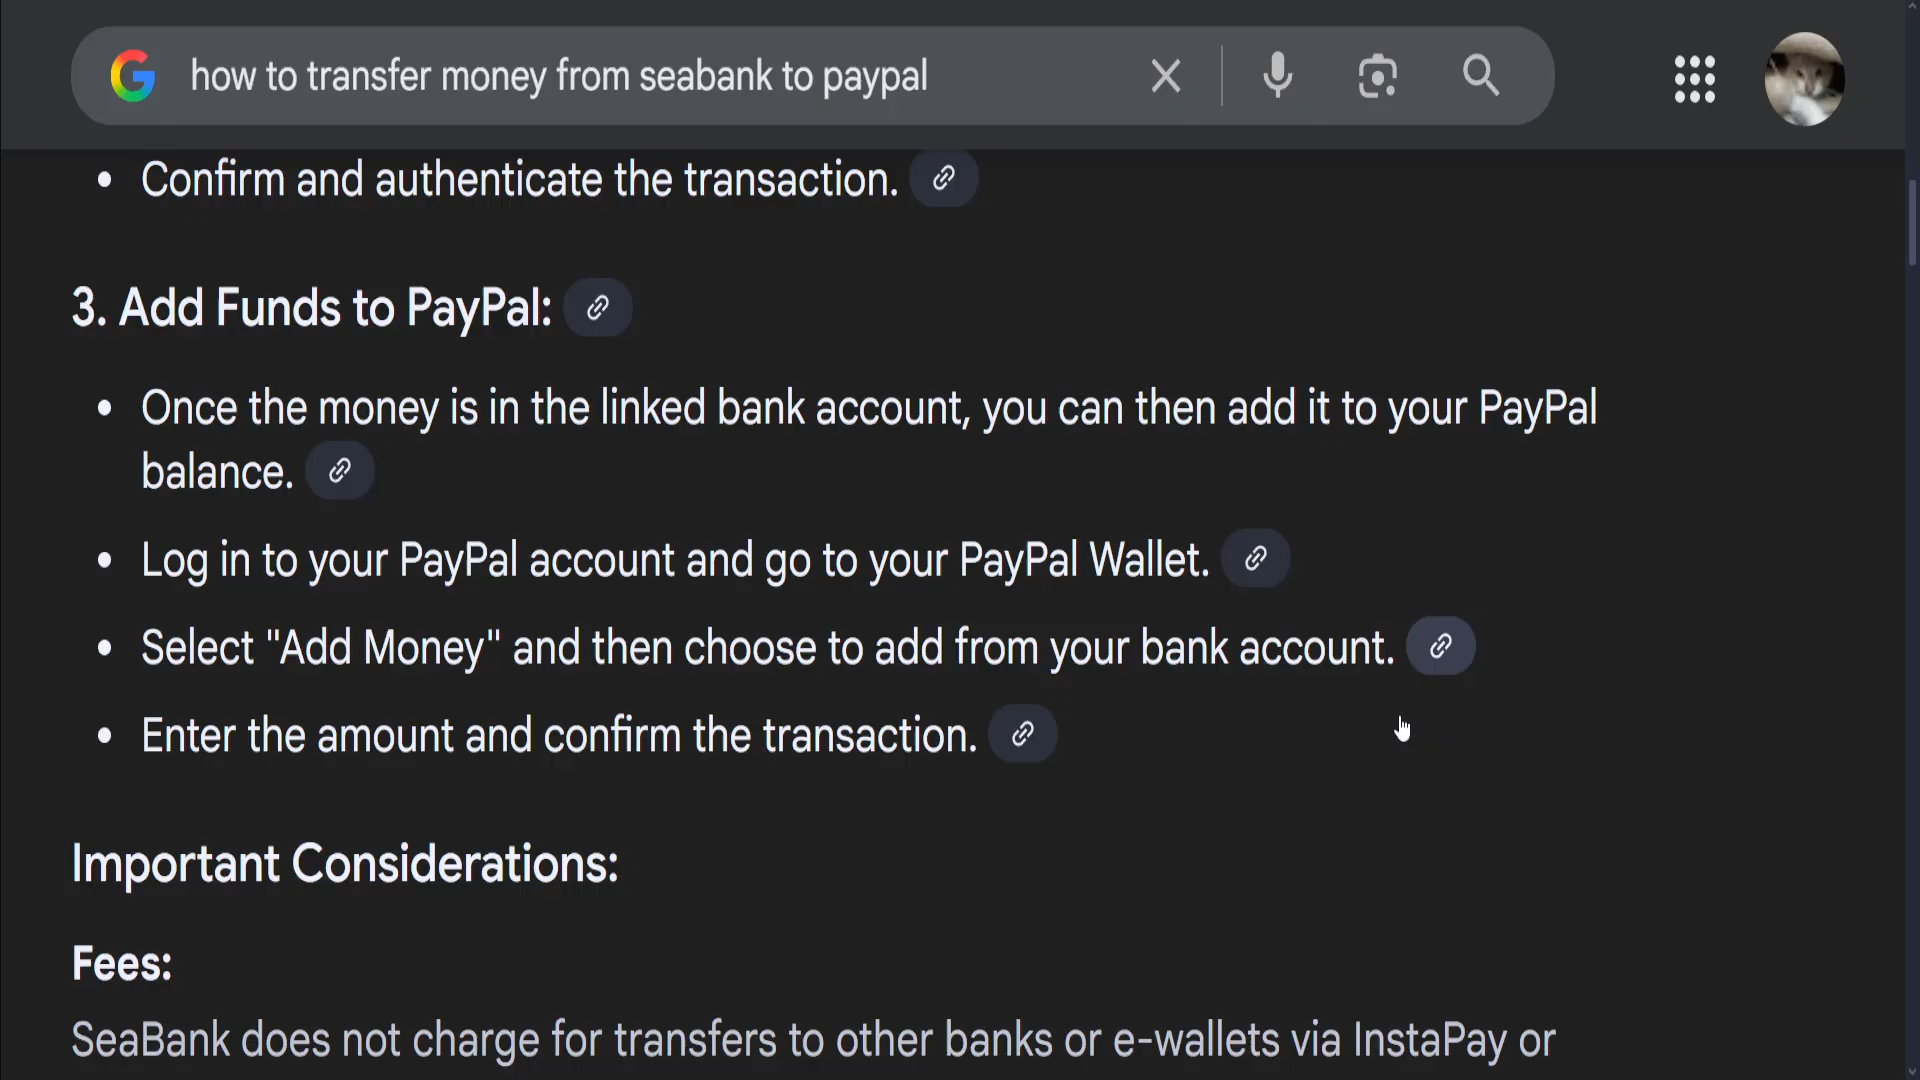 how to transfer money from seabank to paypal
• Confirm and authenticate the transaction.
3. Add Funds to PayPal:
• Once the money is in the linked bank account, you can then add it to your PayPal
balance.
• Log in to your PayPal account and go to your PayPal Wallet.
• Select "Add Money" and then choose to add from your bank account.
• Enter the amount and confirm the transaction.
Important Considerations:
Fees:
SeaBank does not charge for transfers to other banks or e-wallets via InstaPay or